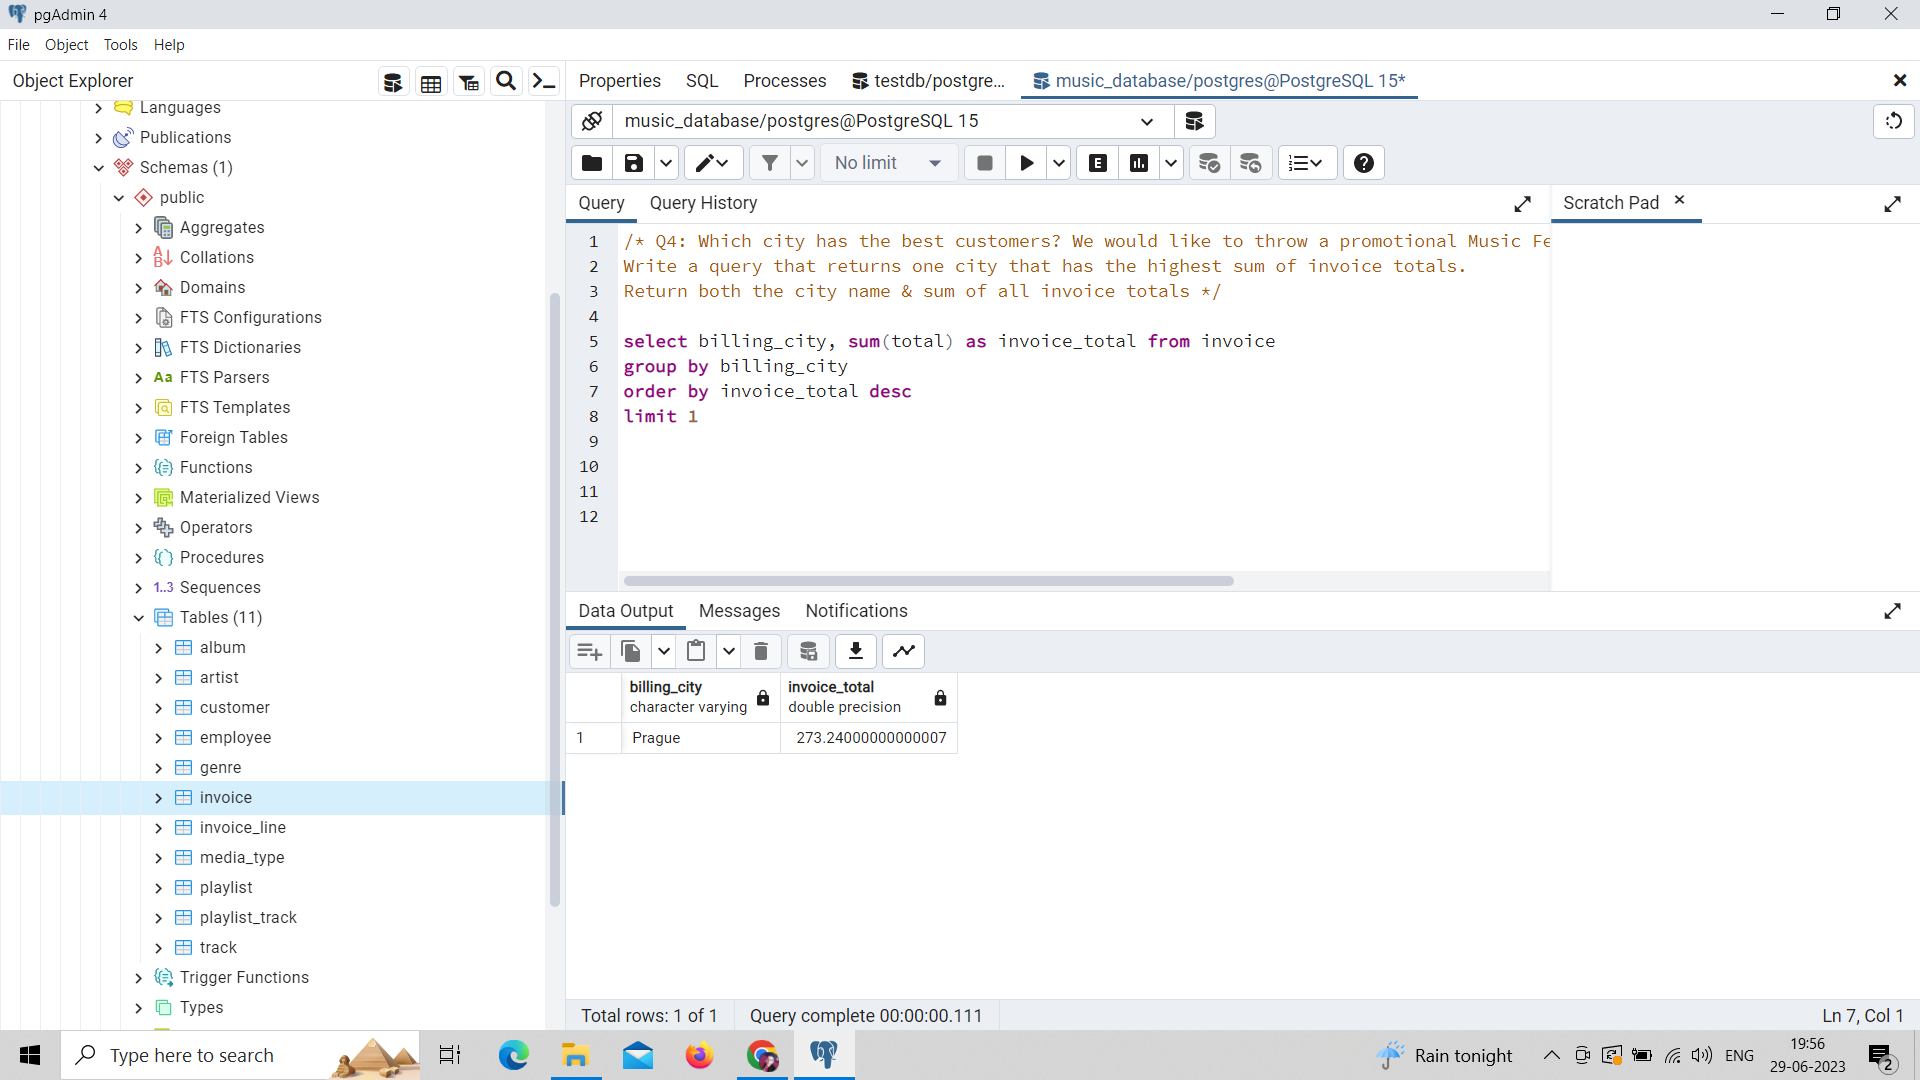 pgAdmin 4
File Object Tools Help
Object Explorer
Properties SQL Processes testdb/postgre... music_database/postgres@PostgreSQL 15*
music_database/postgres@PostgreSQL 15
No limit
E
Query Query History
Scratch Pad
Languages
Publications
Schemas (1)
public
Aggregates
Collations
Domains
FTS Configurations
FTS Dictionaries
Aa FTS Parsers
FTS Templates
Foreign Tables
Functions
Materialized Views
Operators
Procedures
1..3 Sequences
Tables (11)
album
artist
customer
employee
genre
invoice
invoice_line
media_type
playlist
playlist_track
track
Trigger Functions
Types
1 /* Q4: Which city has the best customers? We would like to throw a promotional Music Fe
2 Write a query that returns one city that has the highest sum of invoice totals.
3 Return both the city name & sum of all invoice totals */
4
5 select billing_city, sum(total) as invoice_total from invoice
6 group by billing_city
7 order by invoice_total desc
8 limit 1
9
10
11
12
Data Output Messages Notifications
billing_city invoice_total
character varying double precision
1 Prague 273.24000000000007
Total rows: 1 of 1 Query complete 00:00:00.111 Ln 7, Col 1
Type here to search
Rain tonight
ENG
19:56
29-06-2023
2